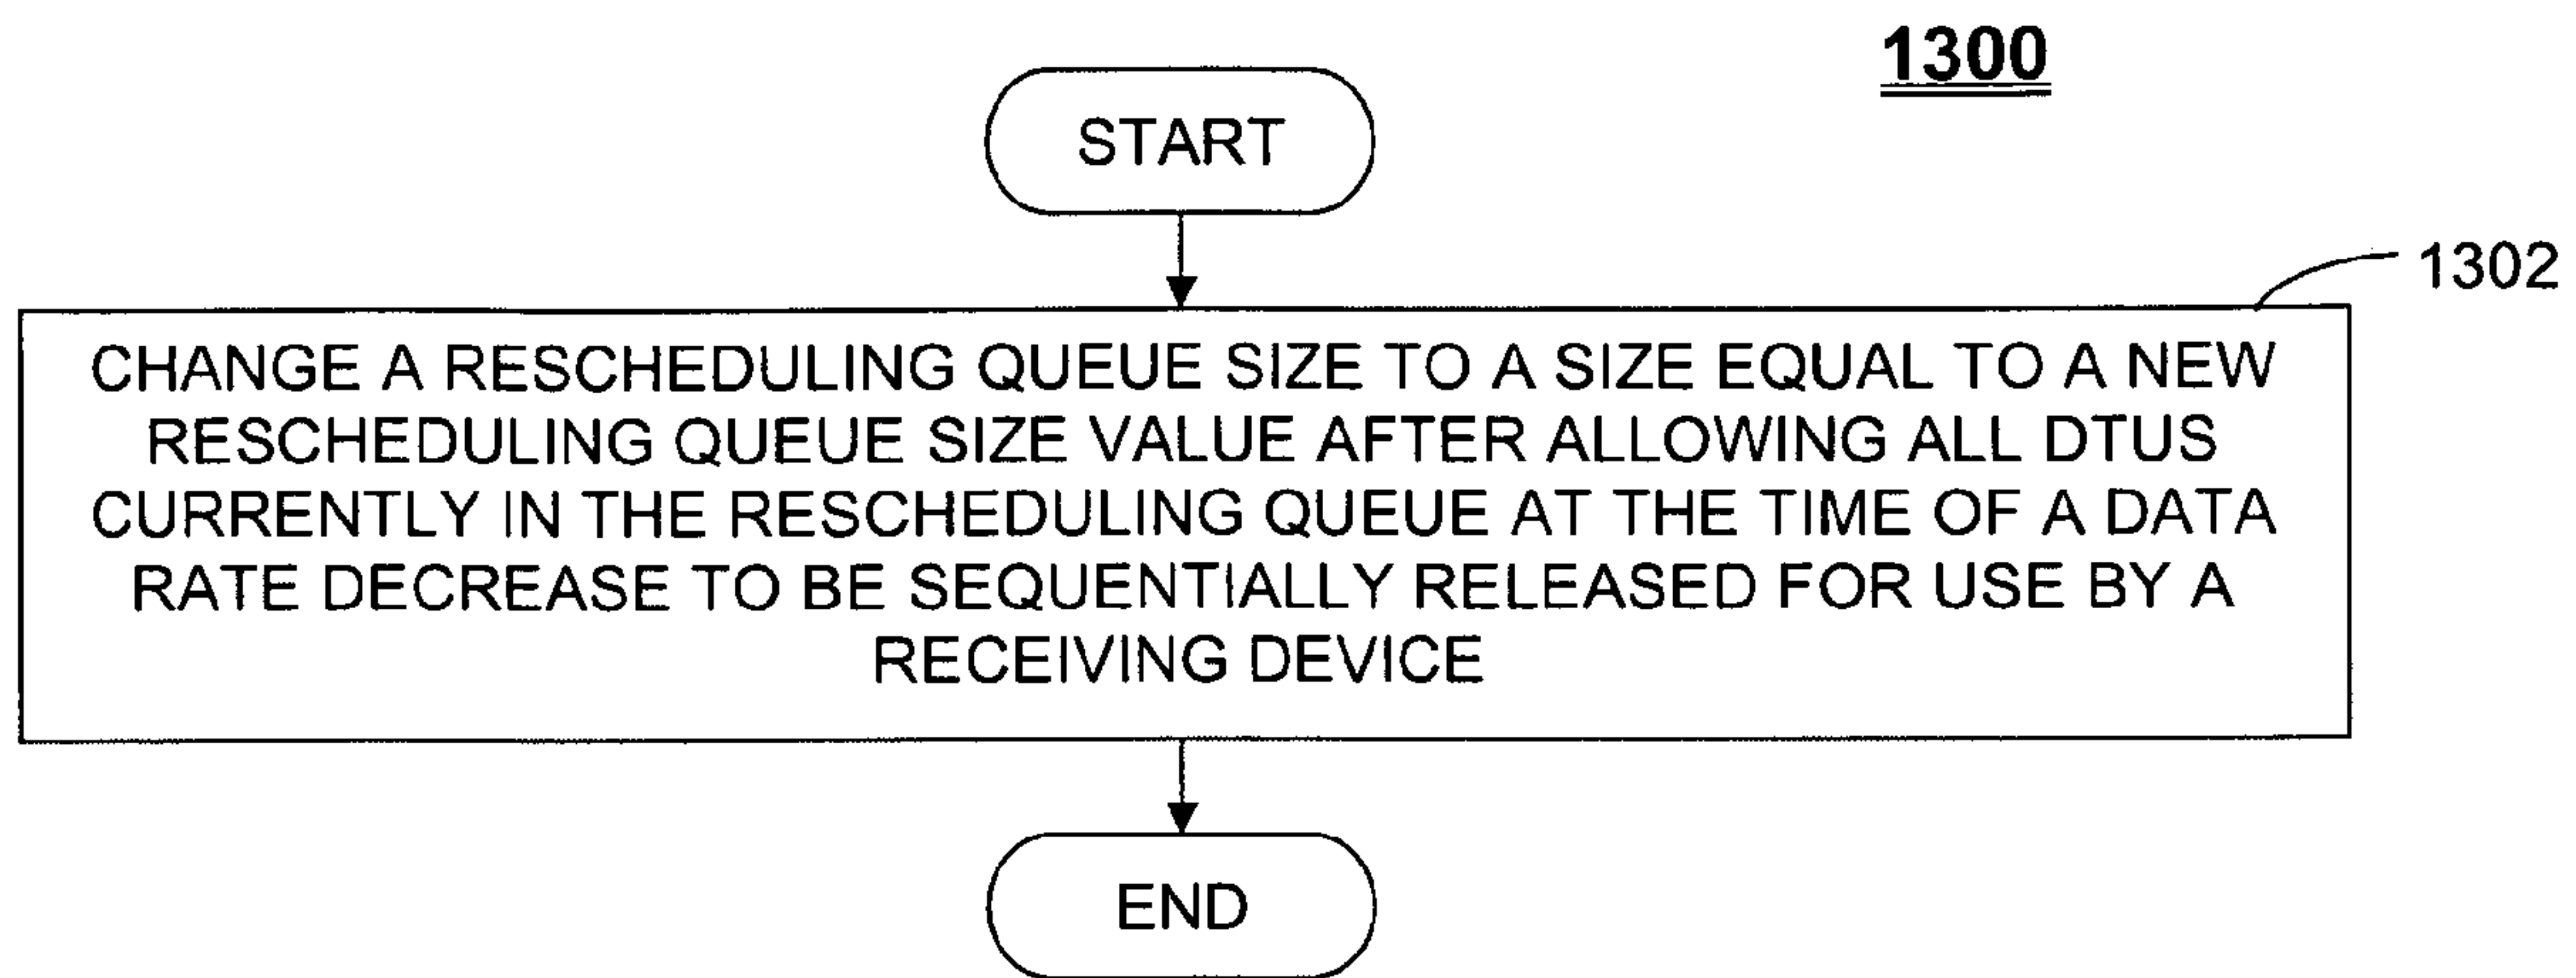 1300
START
1302
CHANGE A RESCHEDULING QUEUE SIZE TO A SIZE EQUAL TO A NEW
RESCHEDULING QUEUE SIZE VALUE AFTER ALLOWING ALL DTUS
CURRENTLY IN THE RESCHEDULING QUEUE AT THE TIME OF A DATA
RATE DECREASE TO BE SEQUENTIALLY RELEASED FOR USE BY A
RECEIVING DEVICE
END